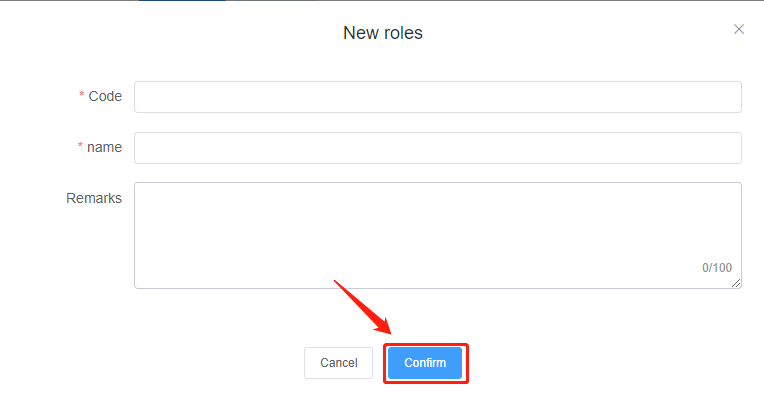 New roles
* Code
* name
Remarks
0/100
Cancel
Confirm